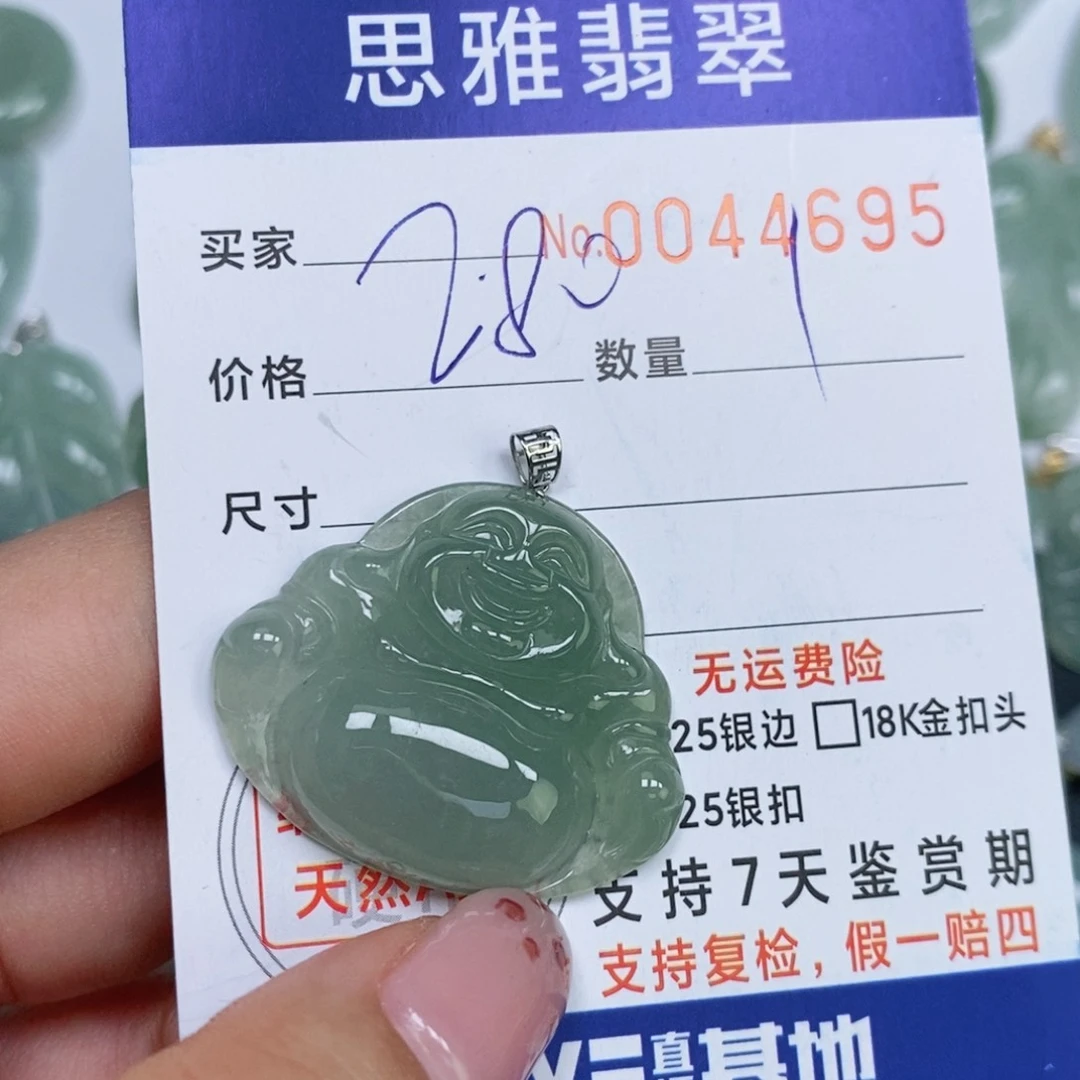 思雅翡翠
买家 No.0044695
价格 280 数量 1
尺寸
无运费险
25银边 □18K金扣头
25银扣
天然
支持7天鉴赏期
支持复检，假一赔四
基地